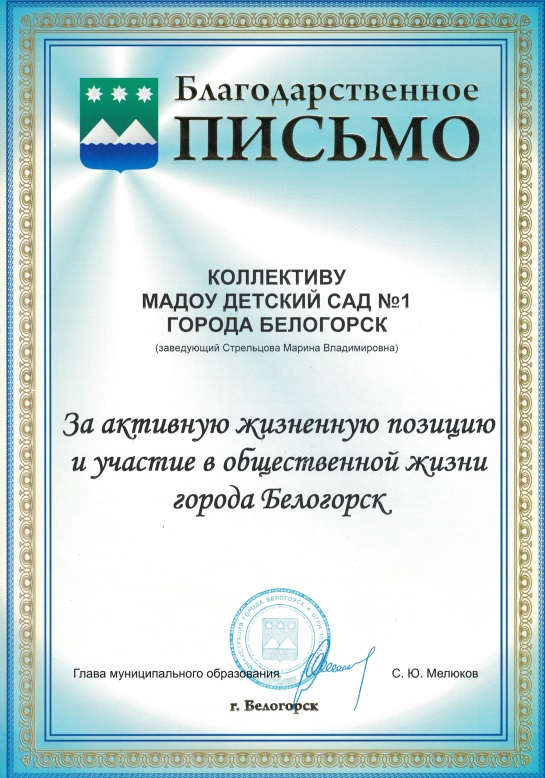 Благодарственное
ПИСЬМО
КОЛЛЕКТИВУ
МАДОУ ДЕТСКИЙ САД №1
ГОРОДА БЕЛОГОРСК
(заведующий Стрельцова Марина Владимировна)
За активную жизненную позицию
и участие в общественной жизни
города Белогорск
АДМИНИСТРАЦИЯ ГОРОДА БЕЛОГОРСК * ОГРН
Глава муниципального образования
С. Ю. Мелюков
г. Белогорск